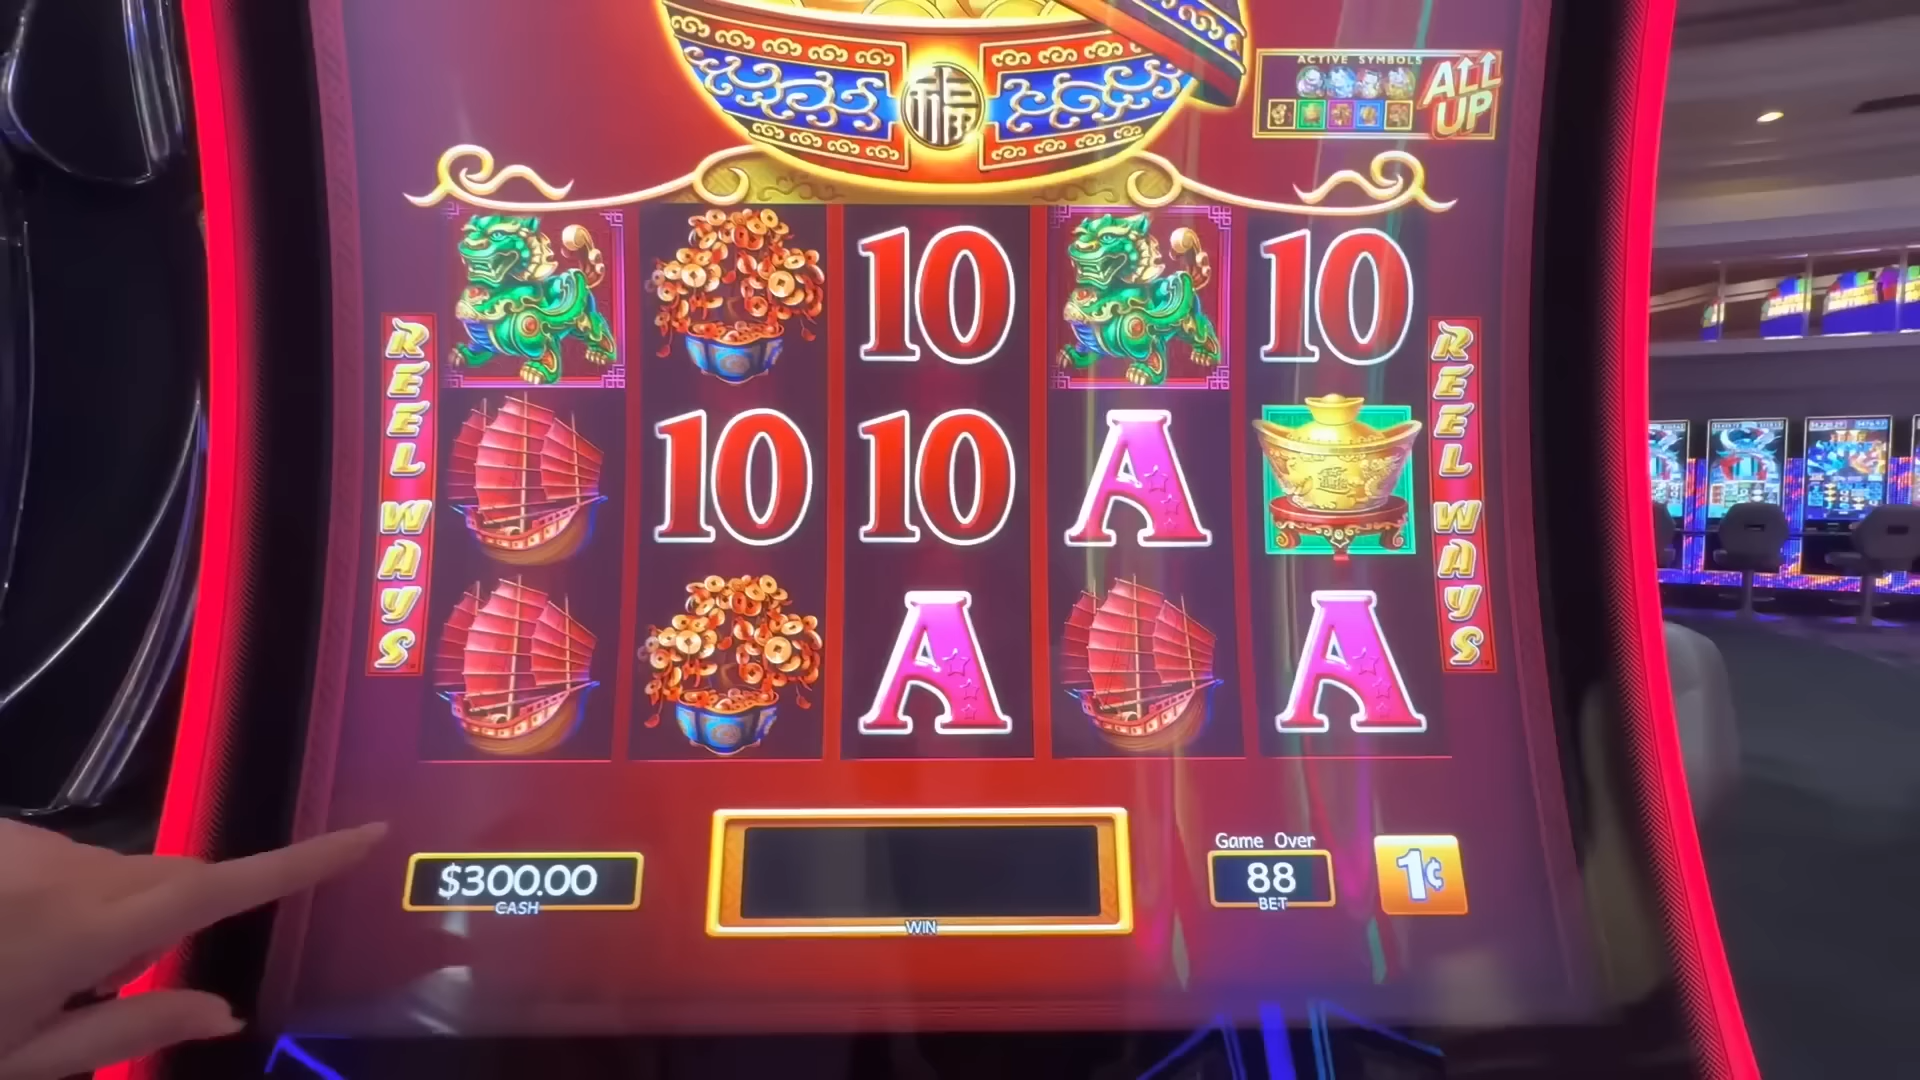 福
ACTIVE SYMBOLS
ALL
UP
10
10
10
10
A
A
A
REEL WAYS
REEL WAYS
$300.00
CASH
WIN
Game Over
88
BET
1¢